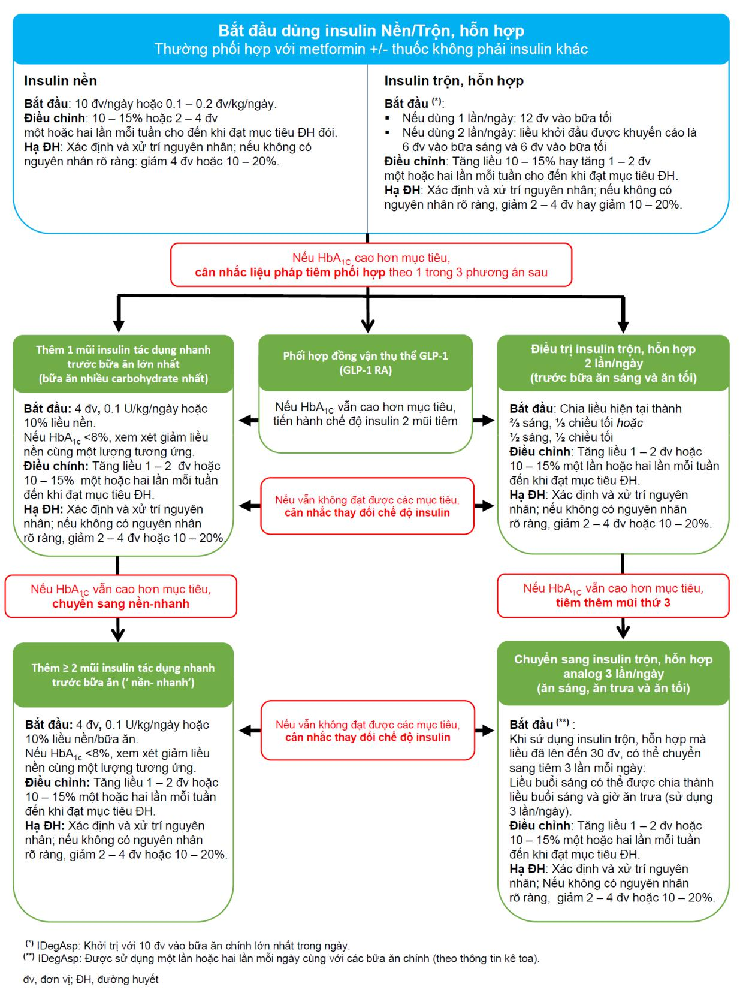 Bắt đầu dùng insulin Nền/Trộn, hỗn hợp
Thường phối hợp với metformin +/- thuốc không phải insulin khác
Insulin nền
Bắt đầu: 10 đv/ngày hoặc 0.1 – 0.2 đv/kg/ngày.
Điều chỉnh: 10 – 15% hoặc 2 – 4 đv
một hoặc hai lần mỗi tuần cho đến khi đạt mục tiêu ĐH đói.
Hạ ĐH: Xác định và xử trí nguyên nhân; nếu không có
nguyên nhân rõ ràng: giảm 4 đv hoặc 10 – 20%.
Insulin trộn, hỗn hợp
Bắt đầu (*):
▪ Nếu dùng 1 lần/ngày: 12 đv vào bữa tối
▪ Nếu dùng 2 lần/ngày: liều khởi đầu được khuyến cáo là
6 đv vào bữa sáng và 6 đv vào bữa tối
Điều chỉnh: Tăng liều 10 – 15% hay tăng 1 – 2 đv
một hoặc hai lần mỗi tuần cho đến khi đạt mục tiêu ĐH.
Hạ ĐH: Xác định và xử trí nguyên nhân; nếu không có
nguyên nhân rõ ràng, giảm 2 – 4 đv hay giảm 10 – 20%.
Nếu HbA1C cao hơn mục tiêu,
cân nhắc liệu pháp tiêm phối hợp theo 1 trong 3 phương án sau
Thêm 1 mũi insulin tác dụng nhanh
trước bữa ăn lớn nhất
(bữa ăn nhiều carbohydrate nhất)
Bắt đầu: 4 đv, 0.1 U/kg/ngày hoặc
10% liều nền.
Nếu HbA1c <8%, xem xét giảm liều
nền cùng một lượng tương ứng.
Điều chỉnh: Tăng liều 1 – 2 đv hoặc
10 – 15% một hoặc hai lần mỗi tuần
đến khi đạt mục tiêu ĐH.
Hạ ĐH: Xác định và xử trí nguyên
nhân; nếu không có nguyên nhân
rõ ràng, giảm 2 – 4 đv hoặc 10 – 20%.
Phối hợp đồng vận thụ thể GLP-1
(GLP-1 RA)
Nếu HbA1C vẫn cao hơn mục tiêu,
tiến hành chế độ insulin 2 mũi tiêm
Điều trị insulin trộn, hỗn hợp
2 lần/ngày
(trước bữa ăn sáng và ăn tối)
Bắt đầu: Chia liều hiện tại thành
⅔ sáng, ⅓ chiều tối hoặc
½ sáng, ½ chiều tối
Điều chỉnh: Tăng liều 1 – 2 đv hoặc
10 – 15% một lần hoặc hai lần mỗi tuần
đến khi đạt mục tiêu ĐH.
Hạ ĐH: Xác định và xử trí nguyên
nhân; nếu không có nguyên nhân
rõ ràng, giảm 2 – 4 đv hoặc 10 – 20%.
Nếu vẫn không đạt được các mục tiêu,
cân nhắc thay đổi chế độ insulin
Nếu HbA1C vẫn cao hơn mục tiêu,
chuyển sang nền-nhanh
Nếu HbA1C vẫn cao hơn mục tiêu,
tiêm thêm mũi thứ 3
Thêm ≥ 2 mũi insulin tác dụng nhanh
trước bữa ăn (‘ nền- nhanh’)
Bắt đầu: 4 đv, 0.1 U/kg/ngày hoặc
10% liều nền/bữa ăn.
Nếu HbA1c <8%, xem xét giảm liều
nền cùng một lượng tương ứng.
Điều chỉnh: Tăng liều 1 – 2 đv hoặc
10 – 15% một hoặc hai lần mỗi tuần
đến khi đạt mục tiêu ĐH.
Hạ ĐH: Xác định và xử trí nguyên
nhân; nếu không có nguyên nhân
rõ ràng, giảm 2 – 4 đv hoặc 10 – 20%.
Nếu vẫn không đạt được các mục tiêu,
cân nhắc thay đổi chế độ insulin
Chuyển sang insulin trộn, hỗn hợp
analog 3 lần/ngày
(ăn sáng, ăn trưa và ăn tối)
Bắt đầu (**) :
Khi sử dụng insulin trộn, hỗn hợp mà
liều đã lên đến 30 đv, có thể chuyển
sang tiêm 3 lần mỗi ngày:
Liều buổi sáng có thể được chia thành
liều buổi sáng và giờ ăn trưa (sử dụng
3 lần/ngày).
Điều chỉnh: Tăng liều 1 – 2 đv hoặc
10 – 15% một hoặc hai lần mỗi tuần
đến khi đạt mục tiêu ĐH.
Hạ ĐH: Xác định và xử trí nguyên
nhân; Nếu không có nguyên nhân
rõ ràng, giảm 2 – 4 đv hoặc 10 – 20%.
(*) IDegAsp: Khởi trị với 10 đv vào bữa ăn chính lớn nhất trong ngày.
(**) IDegAsp: Được sử dụng một lần hoặc hai lần mỗi ngày cùng với các bữa ăn chính (theo thông tin kê toa).
đv, đơn vị; ĐH, đường huyết